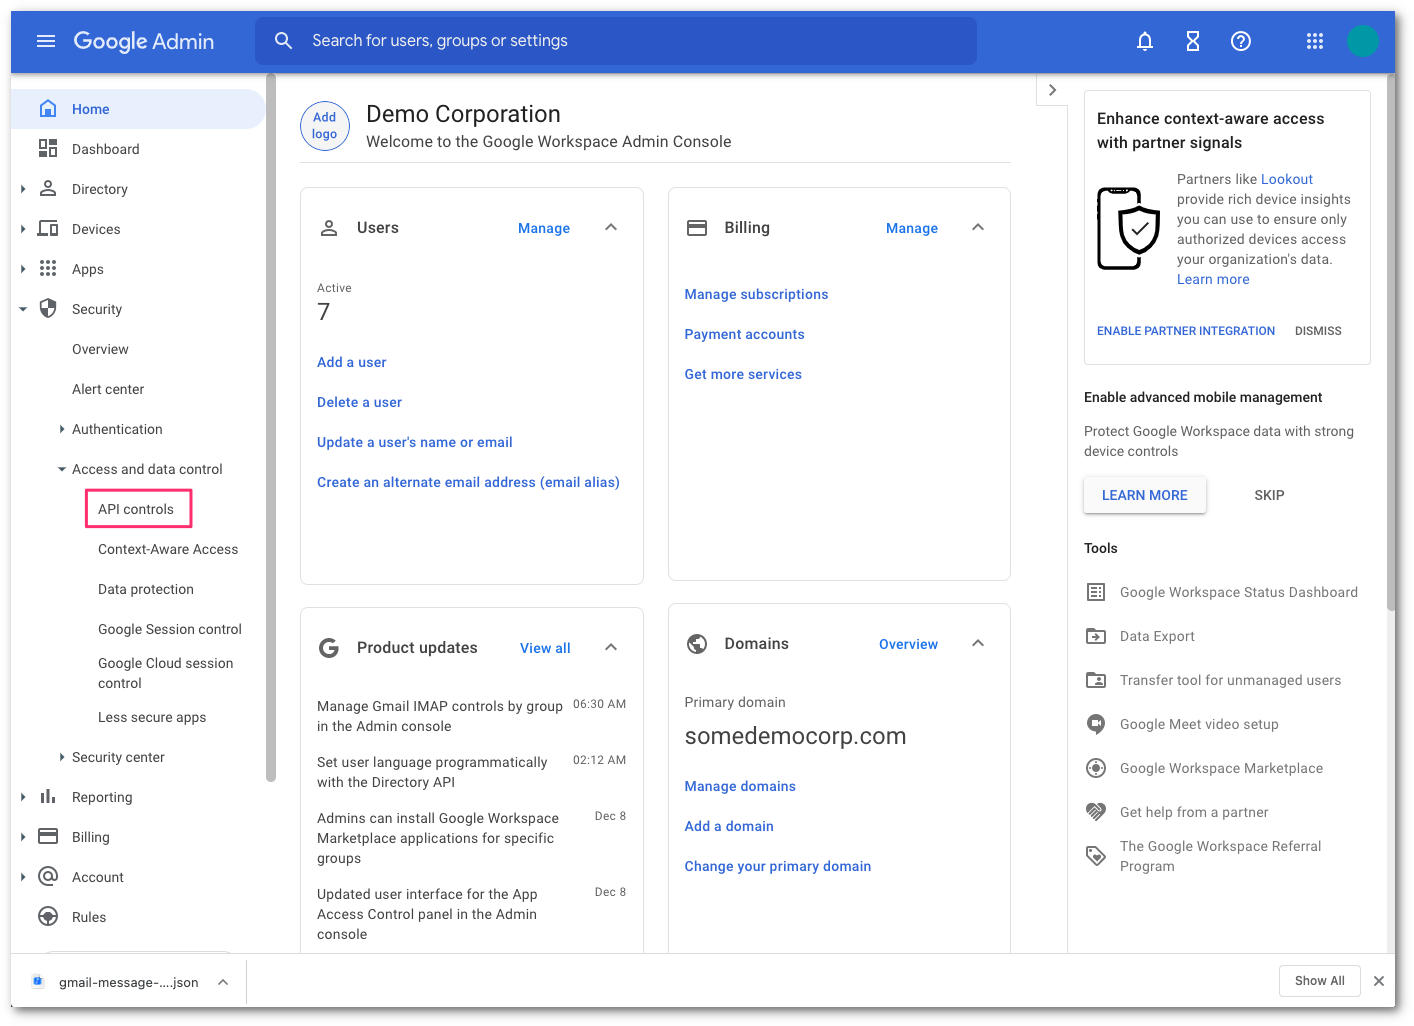 Google Admin
Search for users, groups or settings
Home
Dashboard
Directory
Devices
Apps
Security
Overview
Alert center
Authentication
Access and data control
API controls
Context-Aware Access
Data protection
Google Session control
Google Cloud session
control
Less secure apps
Security center
Reporting
Billing
Account
Rules
Add
logo
Demo Corporation
Welcome to the Google Workspace Admin Console
Users
Manage
Active
7
Add a user
Delete a user
Update a user's name or email
Create an alternate email address (email alias)
Billing
Manage
Manage subscriptions
Payment accounts
Get more services
Product updates
View all
Manage Gmail IMAP controls by group 06:30 AM
in the Admin console
Set user language programmatically 02:12 AM
with the Directory API
Admins can install Google Workspace Dec 8
Marketplace applications for specific
groups
Updated user interface for the App Dec 8
Access Control panel in the Admin
console
Domains
Overview
Primary domain
somedemocorp.com
Manage domains
Add a domain
Change your primary domain
Enhance context-aware access
with partner signals
Partners like Lookout
provide rich device insights
you can use to ensure only
authorized devices access
your organization's data.
Learn more
ENABLE PARTNER INTEGRATION DISMISS
Enable advanced mobile management
Protect Google Workspace data with strong
device controls
LEARN MORE SKIP
Tools
Google Workspace Status Dashboard
Data Export
Transfer tool for unmanaged users
Google Meet video setup
Google Workspace Marketplace
Get help from a partner
The Google Workspace Referral
Program
gmail-message-....json
Show All